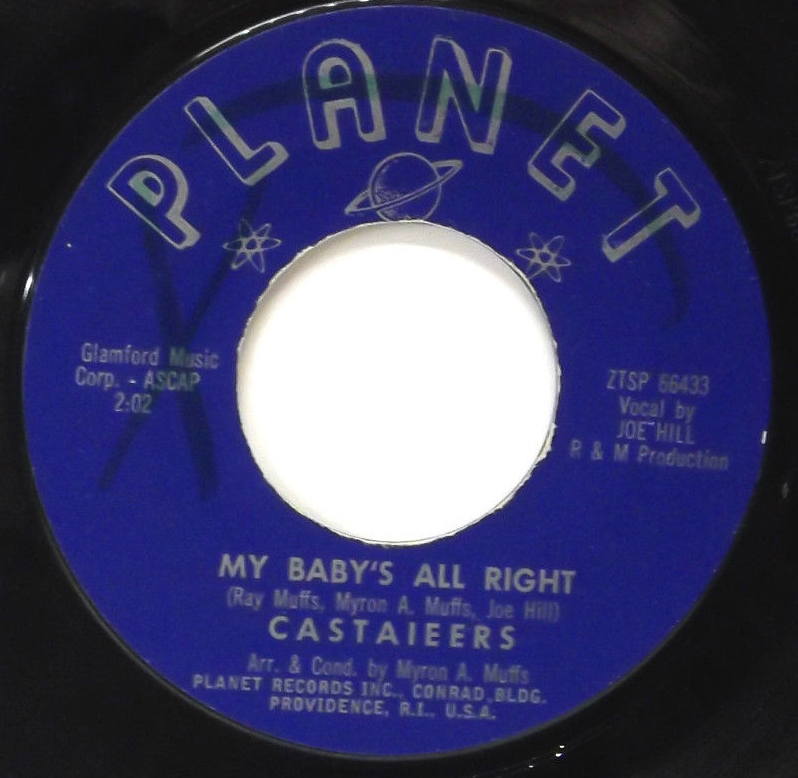 PLANET
Glamford Music
Corp. - ASCAP
2:02
ZTSP 66433
Vocal by
JOE HILL
R & M Production
MY BABY'S ALL RIGHT
(Ray Muffs, Myron A. Muffs, Joe Hill)
CASTAIEERS
Arr. & Cond. by Myron A. Muffs
PLANET RECORDS INC., CONRAD BLDG.
PROVIDENCE, R.I., U.S.A.